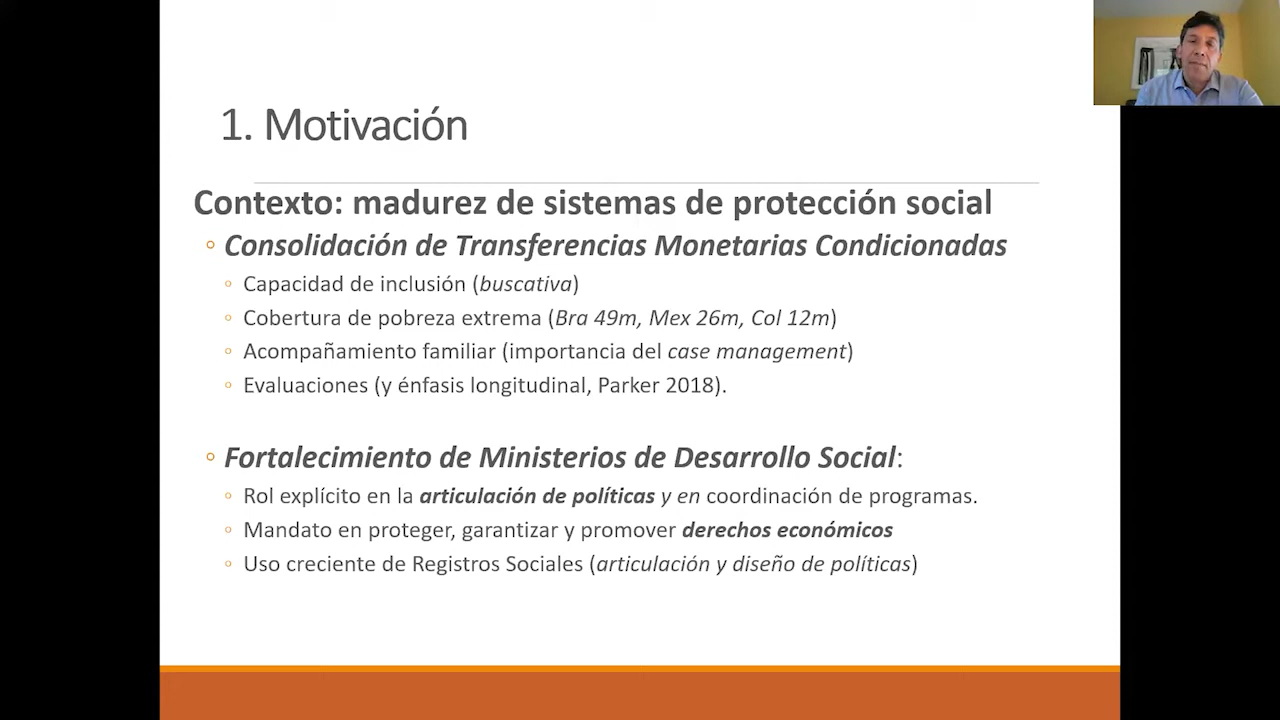 1. Motivación
Contexto: madurez de sistemas de protección social
Consolidación de Transferencias Monetarias Condicionadas
Capacidad de inclusión (buscativa)
Cobertura de pobreza extrema (Bra 49m, Mex 26m, Col 12m)
Acompañamiento familiar (importancia del case management)
Evaluaciones (y énfasis longitudinal, Parker 2018).
Fortalecimiento de Ministerios de Desarrollo Social:
Rol explícito en la articulación de políticas y en coordinación de programas.
Mandato en proteger, garantizar y promover derechos económicos
Uso creciente de Registros Sociales (articulación y diseño de políticas)